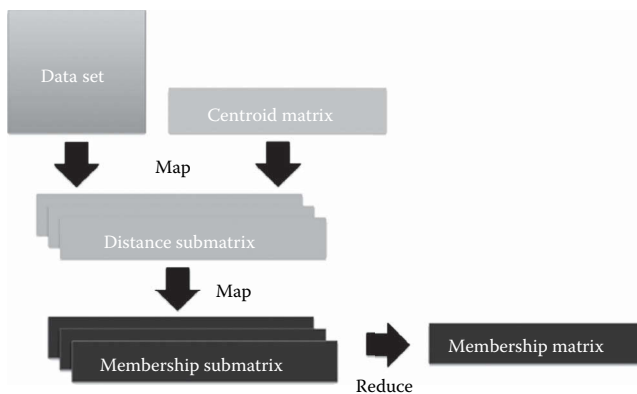 Data set
Centroid matrix
Map
Distance submatrix
Map
Membership submatrix
Membership matrix
Reduce